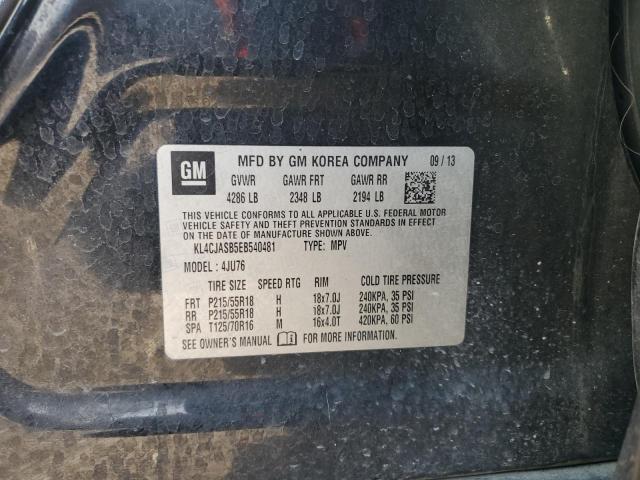 GM MFD BY GM KOREA COMPANY 09 / 13
GVWR GAWR FRT GAWR RR
4286 LB 2348 LB 2194 LB
THIS VEHICLE CONFORMS TO ALL APPLICABLE U.S. FEDERAL MOTOR
VEHICLE SAFETY AND THEFT PREVENTION STANDARDS IN EFFECT ON
THE DATE OF MANUFACTURE SHOWN ABOVE.
KL4CJASB5EB540481 TYPE: MPV
MODEL : 4JU76
TIRE SIZE SPEED RTG RIM COLD TIRE PRESSURE
FRT P215/55R18 H 18x7.0J 240KPA, 35 PSI
RR P215/55R18 H 18x7.0J 240KPA, 35 PSI
SPA T125/70R16 M 16x4.0T 420KPA, 60 PSI
SEE OWNER'S MANUAL FOR MORE INFORMATION.